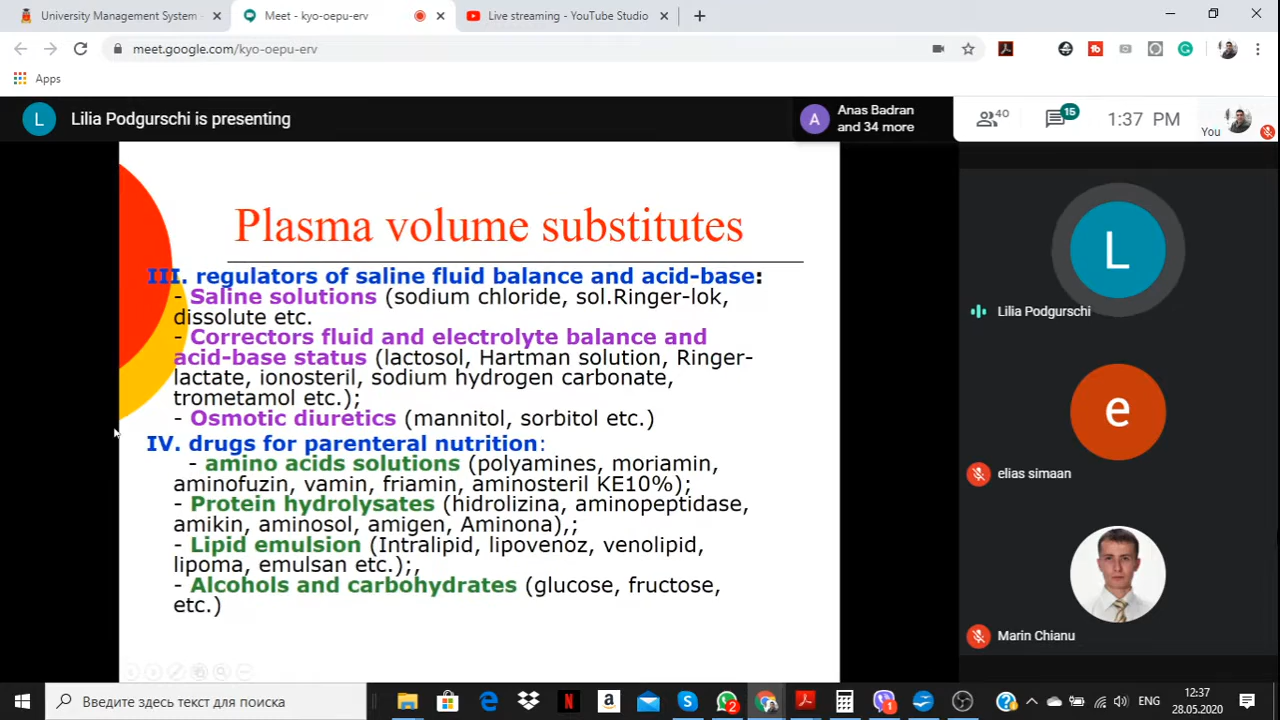 University Management System -
Meet - kyo-oepu-erv
Live streaming - YouTube Studio
meet.google.com/kyo-oepu-erv
Apps
L
Lilia Podgurschi is presenting
A
Anas Badran
and 34 more
40
15
1:37 PM
You
Plasma volume substitutes
III. regulators of saline fluid balance and acid-base:
- Saline solutions (sodium chloride, sol.Ringer-lok,
dissolute etc.
- Correctors fluid and electrolyte balance and
acid-base status (lactosol, Hartman solution, Ringer-
lactate, ionosteril, sodium hydrogen carbonate,
trometamol etc.);
- Osmotic diuretics (mannitol, sorbitol etc.)
IV. drugs for parenteral nutrition:
- amino acids solutions (polyamines, moriamin,
aminofuzin, vamin, friamin, aminosteril KE10%);
- Protein hydrolysates (hidrolizina, aminopeptidase,
amikin, aminosol, amigen, Aminona),;
- Lipid emulsion (Intralipid, lipovenoz, venolipid,
lipoma, emulsan etc.);,
- Alcohols and carbohydrates (glucose, fructose,
etc.)
L
Lilia Podgurschi
e
elias simaan
Marin Chianu
Введите здесь текст для поиска
ENG
12:37
28.05.2020